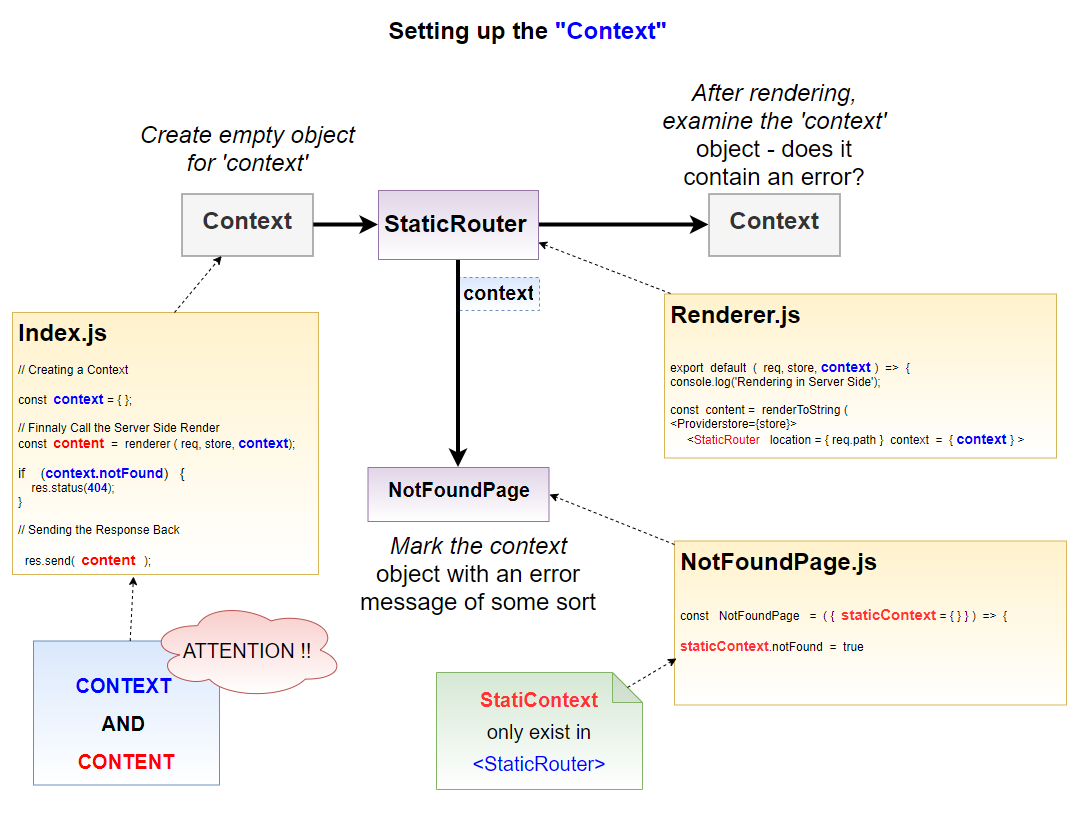 Setting up the "Context"
Create empty object
for 'context'
After rendering,
examine the 'context'
object - does it
contain an error?
Context
StaticRouter
Context
context
Index.js
// Creating a Context
const context = { };
// Finnaly Call the Server Side Render
const content = renderer ( req, store, context);
if (context.notFound) {
res.status(404);
}
// Sending the Response Back
res.send( content );
Renderer.js
export default ( req, store, context ) => {
console.log('Rendering in Server Side');
const content = renderToString (
<Providerstore={store}>
<StaticRouter location = { req.path } context = { context } >
NotFoundPage
Mark the context
object with an error
message of some sort
NotFoundPage.js
const NotFoundPage = ( { staticContext = { } } ) => {
staticContext.notFound = true
ATTENTION !!
CONTEXT
AND
CONTENT
StatiContext
only exist in
<StaticRouter>